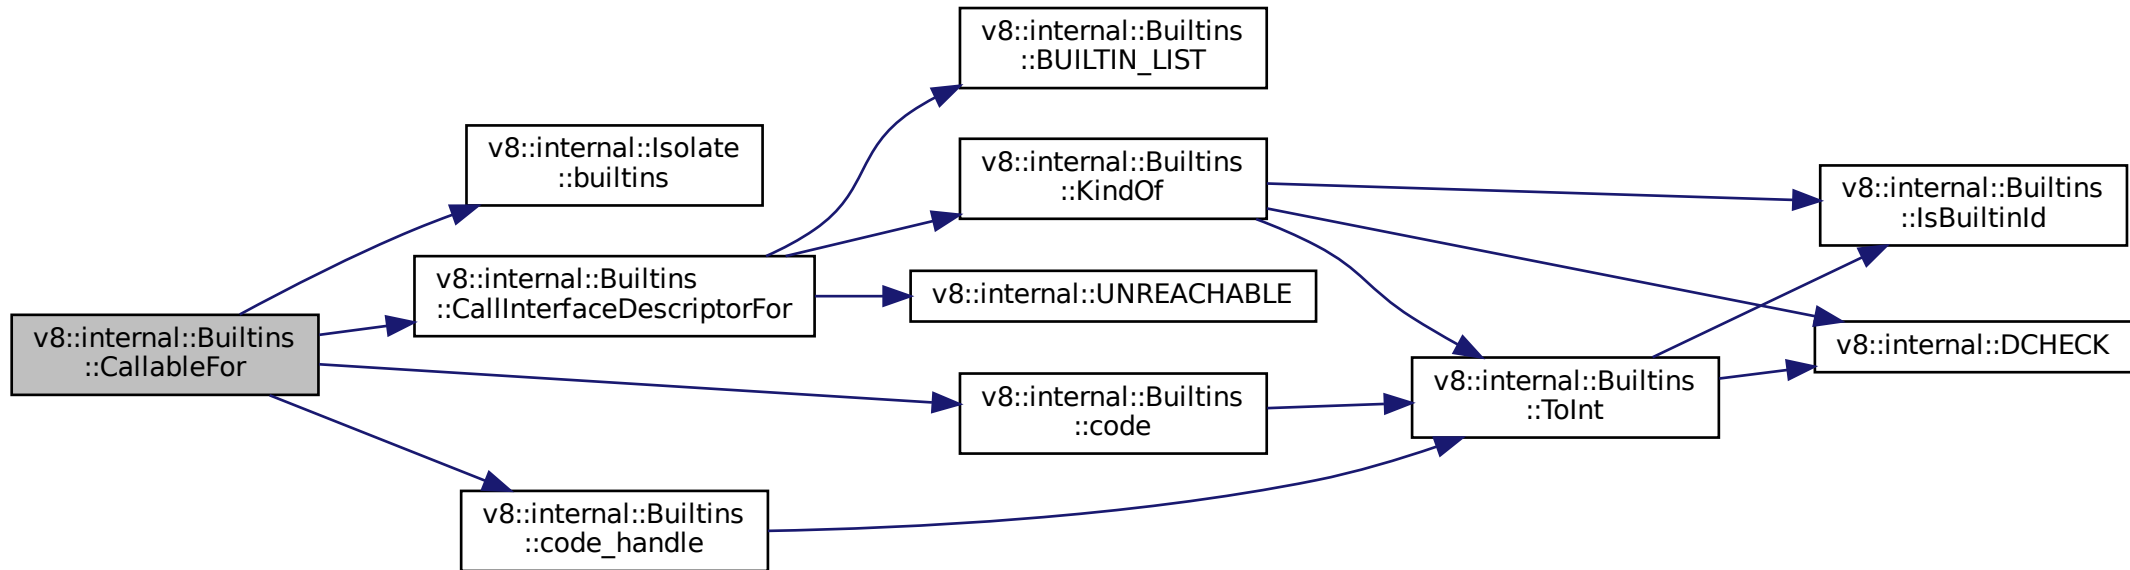 v8::internal::Builtins
::CallableFor
v8::internal::Isolate
::builtins
v8::internal::Builtins
::CallInterfaceDescriptorFor
v8::internal::Builtins
::code
v8::internal::Builtins
::code_handle
v8::internal::Builtins
::BUILTIN_LIST
v8::internal::Builtins
::KindOf
v8::internal::UNREACHABLE
v8::internal::Builtins
::ToInt
v8::internal::Builtins
::IsBuiltinId
v8::internal::DCHECK